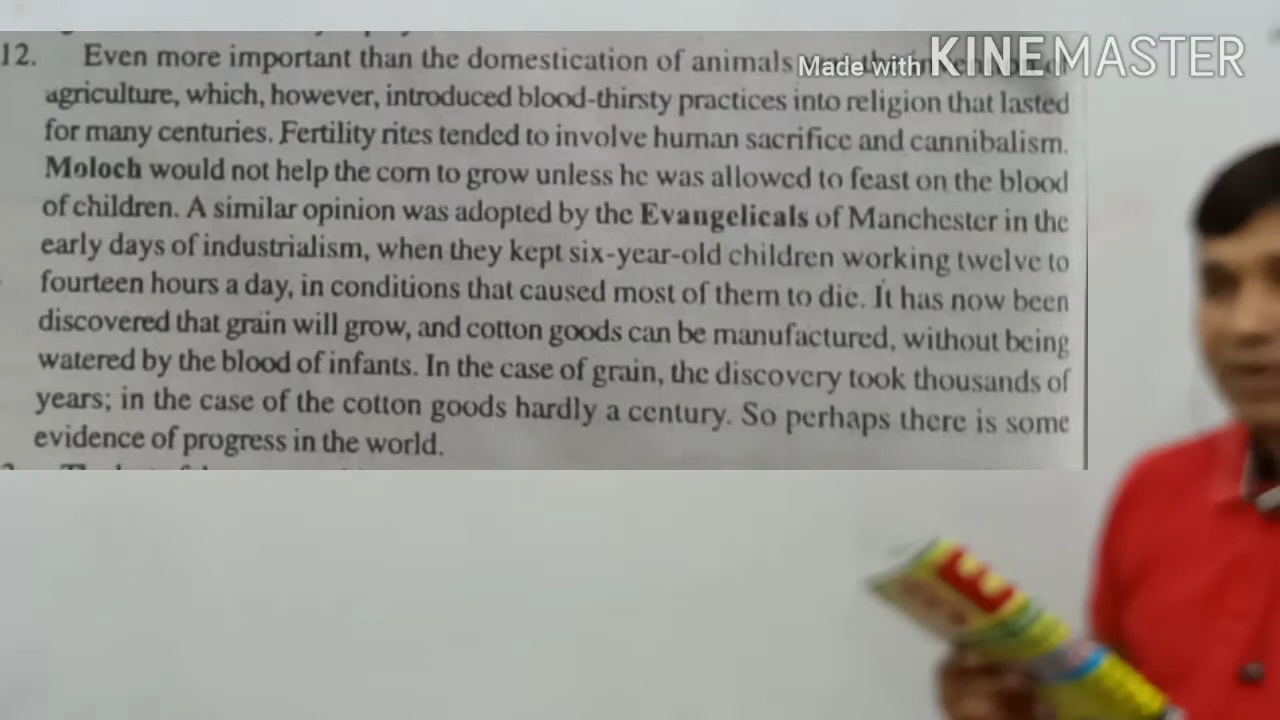 12. Even more important than the domestication of animals
Made with KINEMASTER
agriculture, which, however, introduced blood-thirsty practices into religion that lasted
for many centuries. Fertility rites tended to involve human sacrifice and cannibalism.
Moloch would not help the corn to grow unless he was allowed to feast on the blood
of children. A similar opinion was adopted by the Evangelicals of Manchester in the
early days of industrialism, when they kept six-year-old children working twelve to
fourteen hours a day, in conditions that caused most of them to die. It has now been
discovered that grain will grow, and cotton goods can be manufactured, without being
watered by the blood of infants. In the case of grain, the discovery took thousands of
years; in the case of the cotton goods hardly a century. So perhaps there is some
evidence of progress in the world.